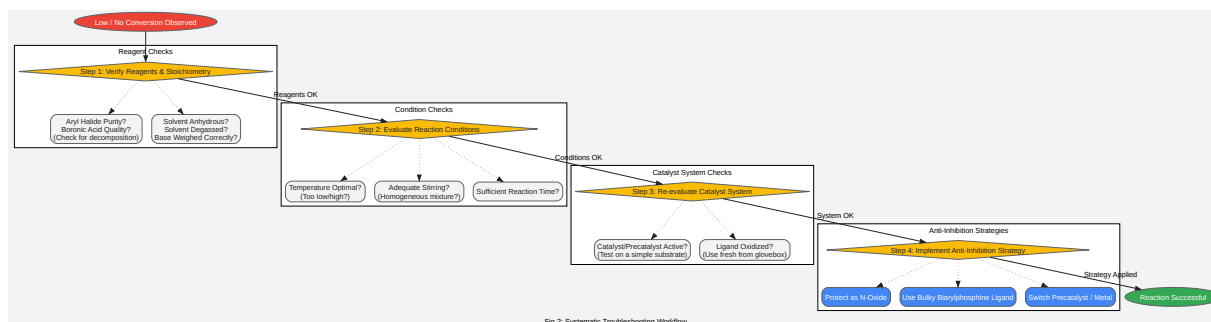 Low / No Conversion Observed
Reagent Checks
Step 1: Verify Reagents & Stoichiometry
Aryl Halide Purity?
Boronic Acid Quality?
(Check for decomposition)
Solvent Anhydrous?
Solvent Degassed?
Base Weighed Correctly?
Reagents OK
Condition Checks
Step 2: Evaluate Reaction Conditions
Temperature Optimal?
(Too low/high?)
Adequate Stirring?
(Homogeneous mixture?)
Sufficient Reaction Time?
Conditions OK
Catalyst System Checks
Step 3: Re-evaluate Catalyst System
Catalyst/Precatalyst Active?
(Test on a simple substrate)
Ligand Oxidized?
(Use fresh from glovebox)
System OK
Anti-Inhibition Strategies
Step 4: Implement Anti-Inhibition Strategy
Protect as N-Oxide
Use Bulky Biarylphosphine Ligand
Switch Precatalyst / Metal
Strategy Applied
Reaction Successful
Fig 2: Systematic Troubleshooting Workflow